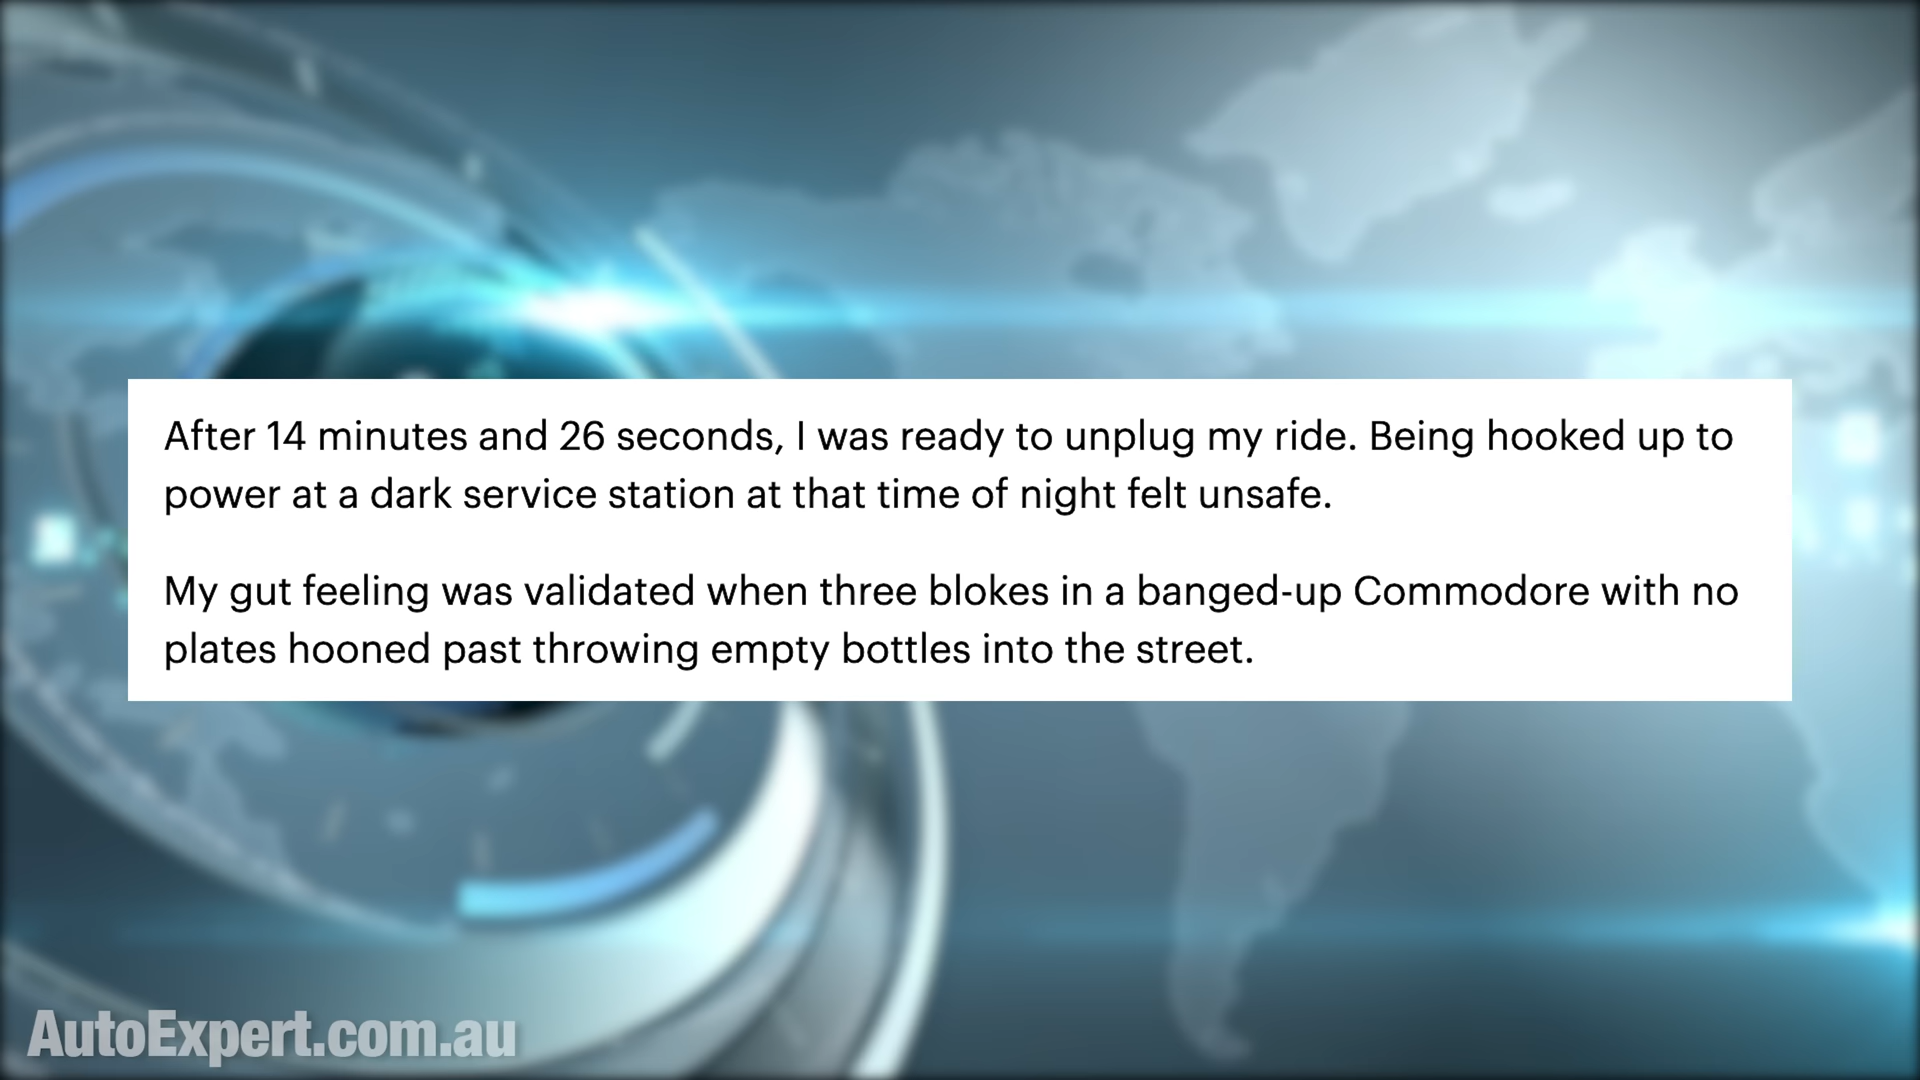 After 14 minutes and 26 seconds, I was ready to unplug my ride. Being hooked up to
power at a dark service station at that time of night felt unsafe.
My gut feeling was validated when three blokes in a banged-up Commodore with no
plates hooned past throwing empty bottles into the street.
AutoExpert.com.au